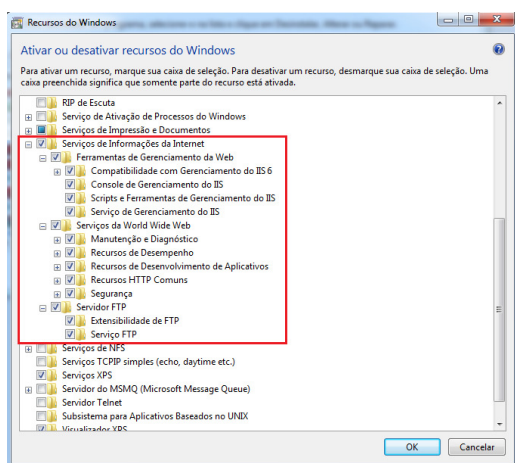 Recursos do Windows
Ativar ou desativar recursos do Windows
Para ativar um recurso, marque sua caixa de seleção. Para desativar um recurso, desmarque sua caixa de seleção. Uma
caixa preenchida significa que somente parte do recurso está ativada.
RIP de Escuta
Serviço de Ativação de Processos do Windows
Serviços de Impressão e Documentos
Serviços de Informações da Internet
Ferramentas de Gerenciamento da Web
Compatibilidade com Gerenciamento do IIS 6
Console de Gerenciamento do IIS
Scripts e Ferramentas de Gerenciamento do IIS
Serviço de Gerenciamento do IIS
Serviços da World Wide Web
Manutenção e Diagnóstico
Recursos de Desempenho
Recursos de Desenvolvimento de Aplicativos
Recursos HTTP Comuns
Segurança
Servidor FTP
Extensibilidade de FTP
Serviço FTP
Serviços de NFS
Serviços TCPIP simples (echo, daytime etc.)
Serviços XPS
Servidor do MSMQ (Microsoft Message Queue)
Servidor Telnet
Subsistema para Aplicativos Baseados no UNIX
Visualizador XPS
OK Cancelar